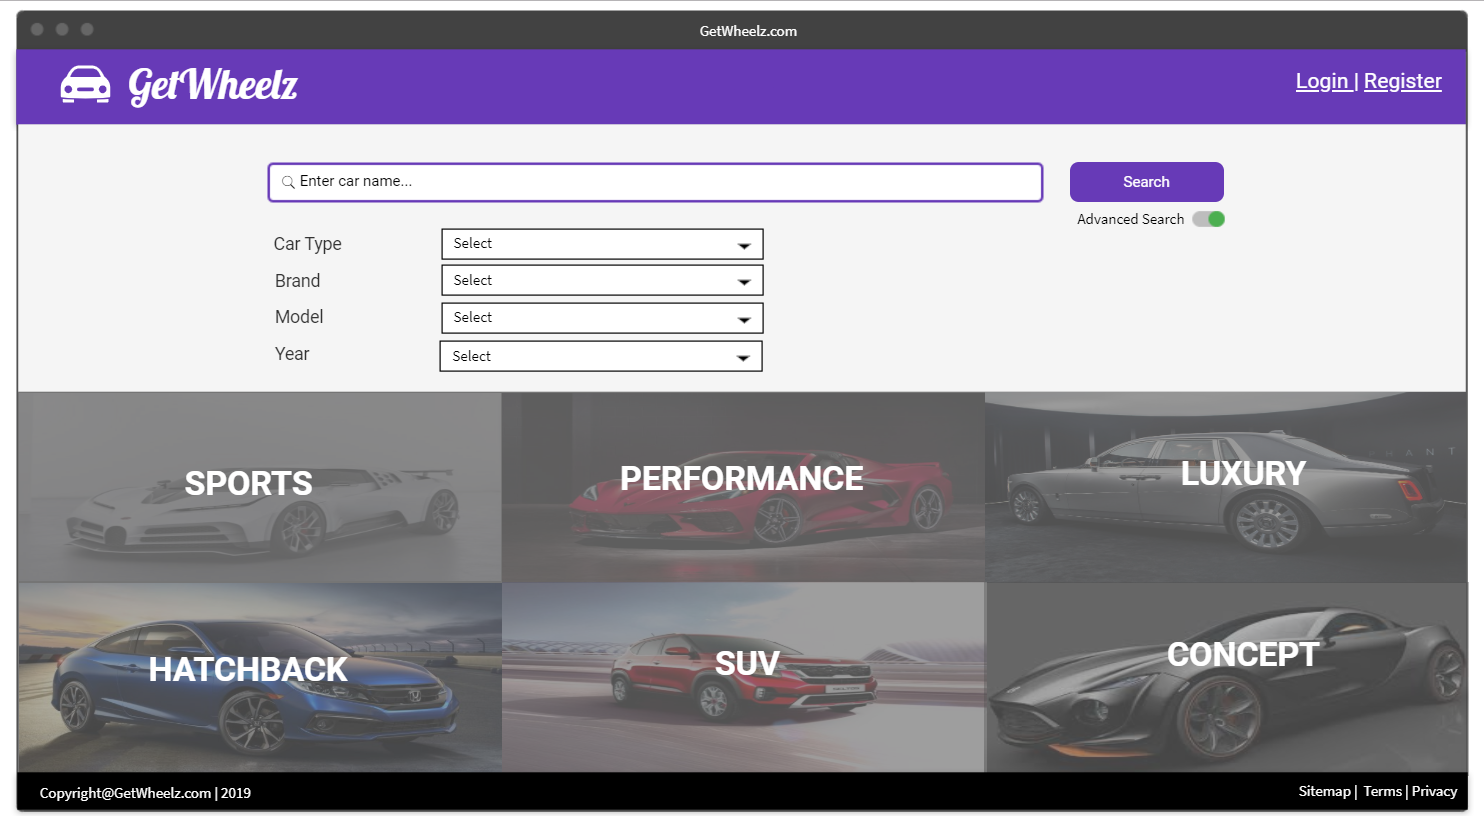 GetWheelz.com
GetWheelz
Login | Register
Enter car name...
Search
Advanced Search
Car Type Select
Brand Select
Model Select
Year Select
SPORTS
PERFORMANCE
LUXURY
HATCHBACK
SUV
CONCEPT
Copyright@GetWheelz.com | 2019
Sitemap | Terms | Privacy